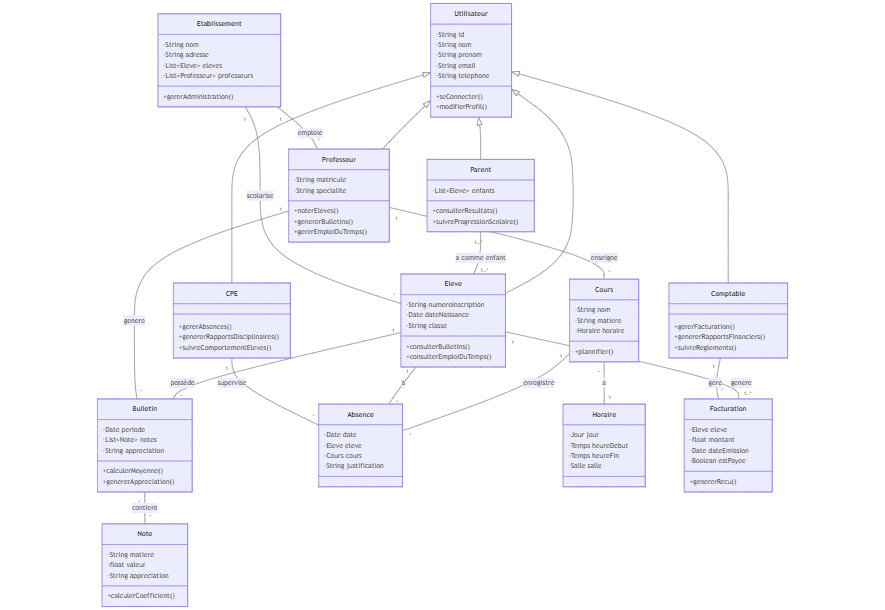 Etablissement
-String nom
-String adresse
-List<Eleve> eleves
-List<Professeur> professeurs
+gererAdministration()
Utilisateur
-String id
-String nom
-String prenom
-String email
-String telephone
+seConnecter()
+modifierProfil()
1
1
emploie
*
scolarise
*
Professeur
-String matricule
-String specialite
+noterEleves()
+genererBulletins()
+gererEmploiDuTemps()
1
1
Parent
-List<Eleve> enfants
+consulterResultats()
+suivreProgressionScolaire()
1..*
a comme enfant
1..*
enseigne
*
genere
*
CPE
+gererAbsences()
+genererRapportsDisciplinaires()
+suivreComportementEleves()
1
supervise
*
Eleve
-String numeroInscription
-Date dateNaissance
-String classe
+consulterBulletins()
+consulterEmploiDuTemps()
1
1
1
possède
*
a
*
Cours
-String nom
-String matiere
-Horaire horaire
+plannifier()
1
1
enregistre
*
a
1
Comptable
+gererFacturation()
+genererRapportsFinanciers()
+suivreReglements()
1
gere
*
genere
1..*
Bulletin
-Date periode
-List<Note> notes
-String appreciation
+calculerMoyenne()
+genererAppreciation()
*
contient
*
Absence
-Date date
-Eleve eleve
-Cours cours
-String justification
Horaire
-Jour jour
-Temps heureDebut
-Temps heureFin
-Salle salle
Facturation
-Eleve eleve
-float montant
-Date dateEmission
-Boolean estPayee
+genererRecu()
Note
-String matiere
-float valeur
-String appreciation
+calculerCoefficient()